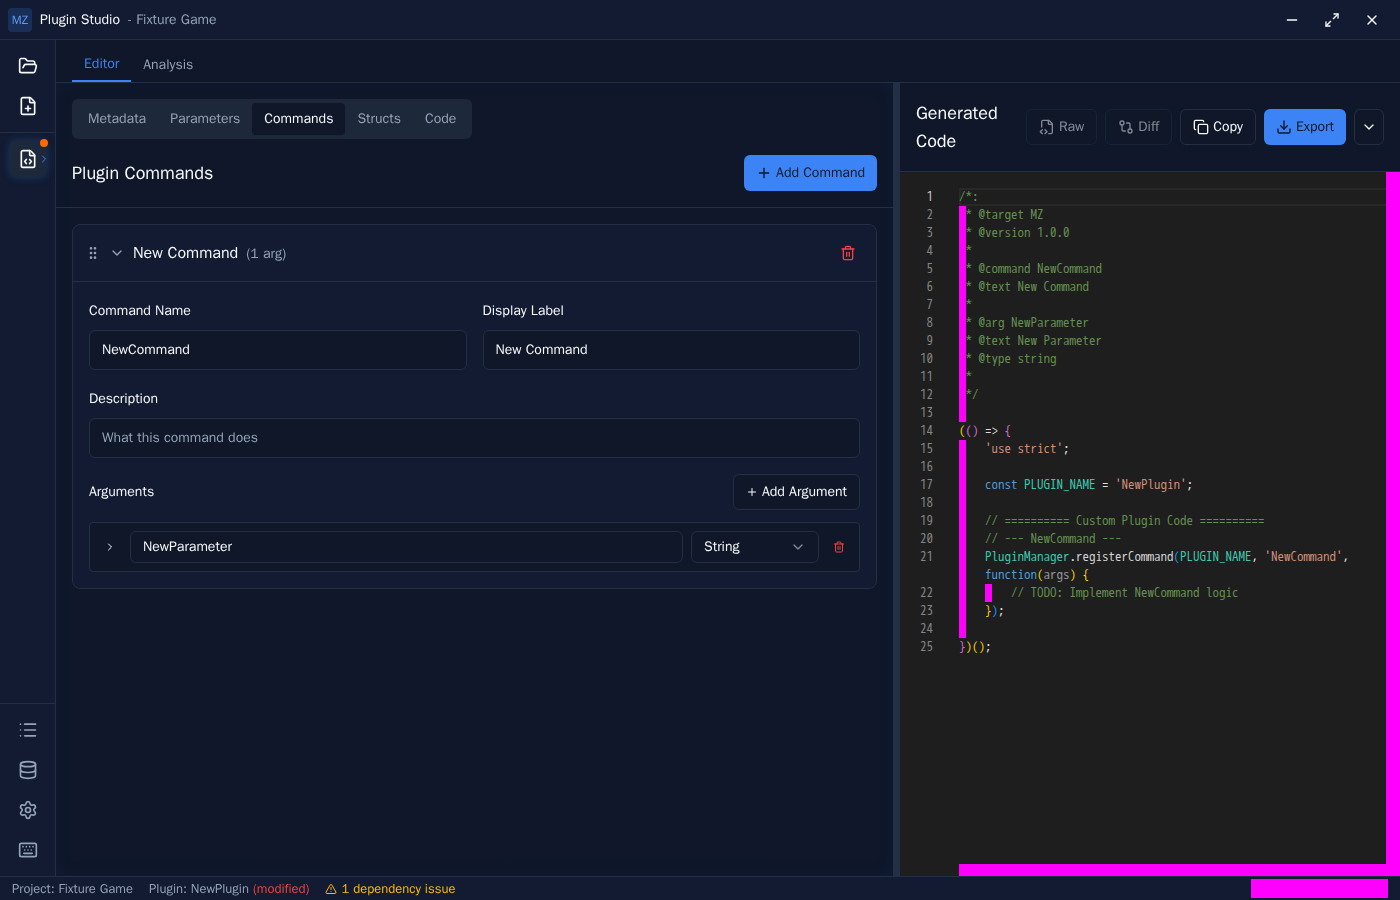 MZ Plugin Studio - Fixture Game
Editor Analysis
Metadata Parameters Commands Structs Code
Plugin Commands
Add Command
New Command (1 arg)
Command Name
Display Label
NewCommand
New Command
Description
What this command does
Arguments
Add Argument
NewParameter
String
Generated
Code
Raw
Diff
Copy
Export
1 /*:
2 * @target MZ
3 * @version 1.0.0
4 *
5 * @command NewCommand
6 * @text New Command
7 *
8 * @arg NewParameter
9 * @text New Parameter
10 * @type string
11 *
12 */
13
14 (() => {
15 'use strict';
16
17 const PLUGIN_NAME = 'NewPlugin';
18
19 // ========== Custom Plugin Code ==========
20 // --- NewCommand ---
21 PluginManager.registerCommand(PLUGIN_NAME, 'NewCommand',
function(args) {
22 // TODO: Implement NewCommand logic
23 });
24
25 })();
Project: Fixture Game Plugin: NewPlugin (modified) 1 dependency issue